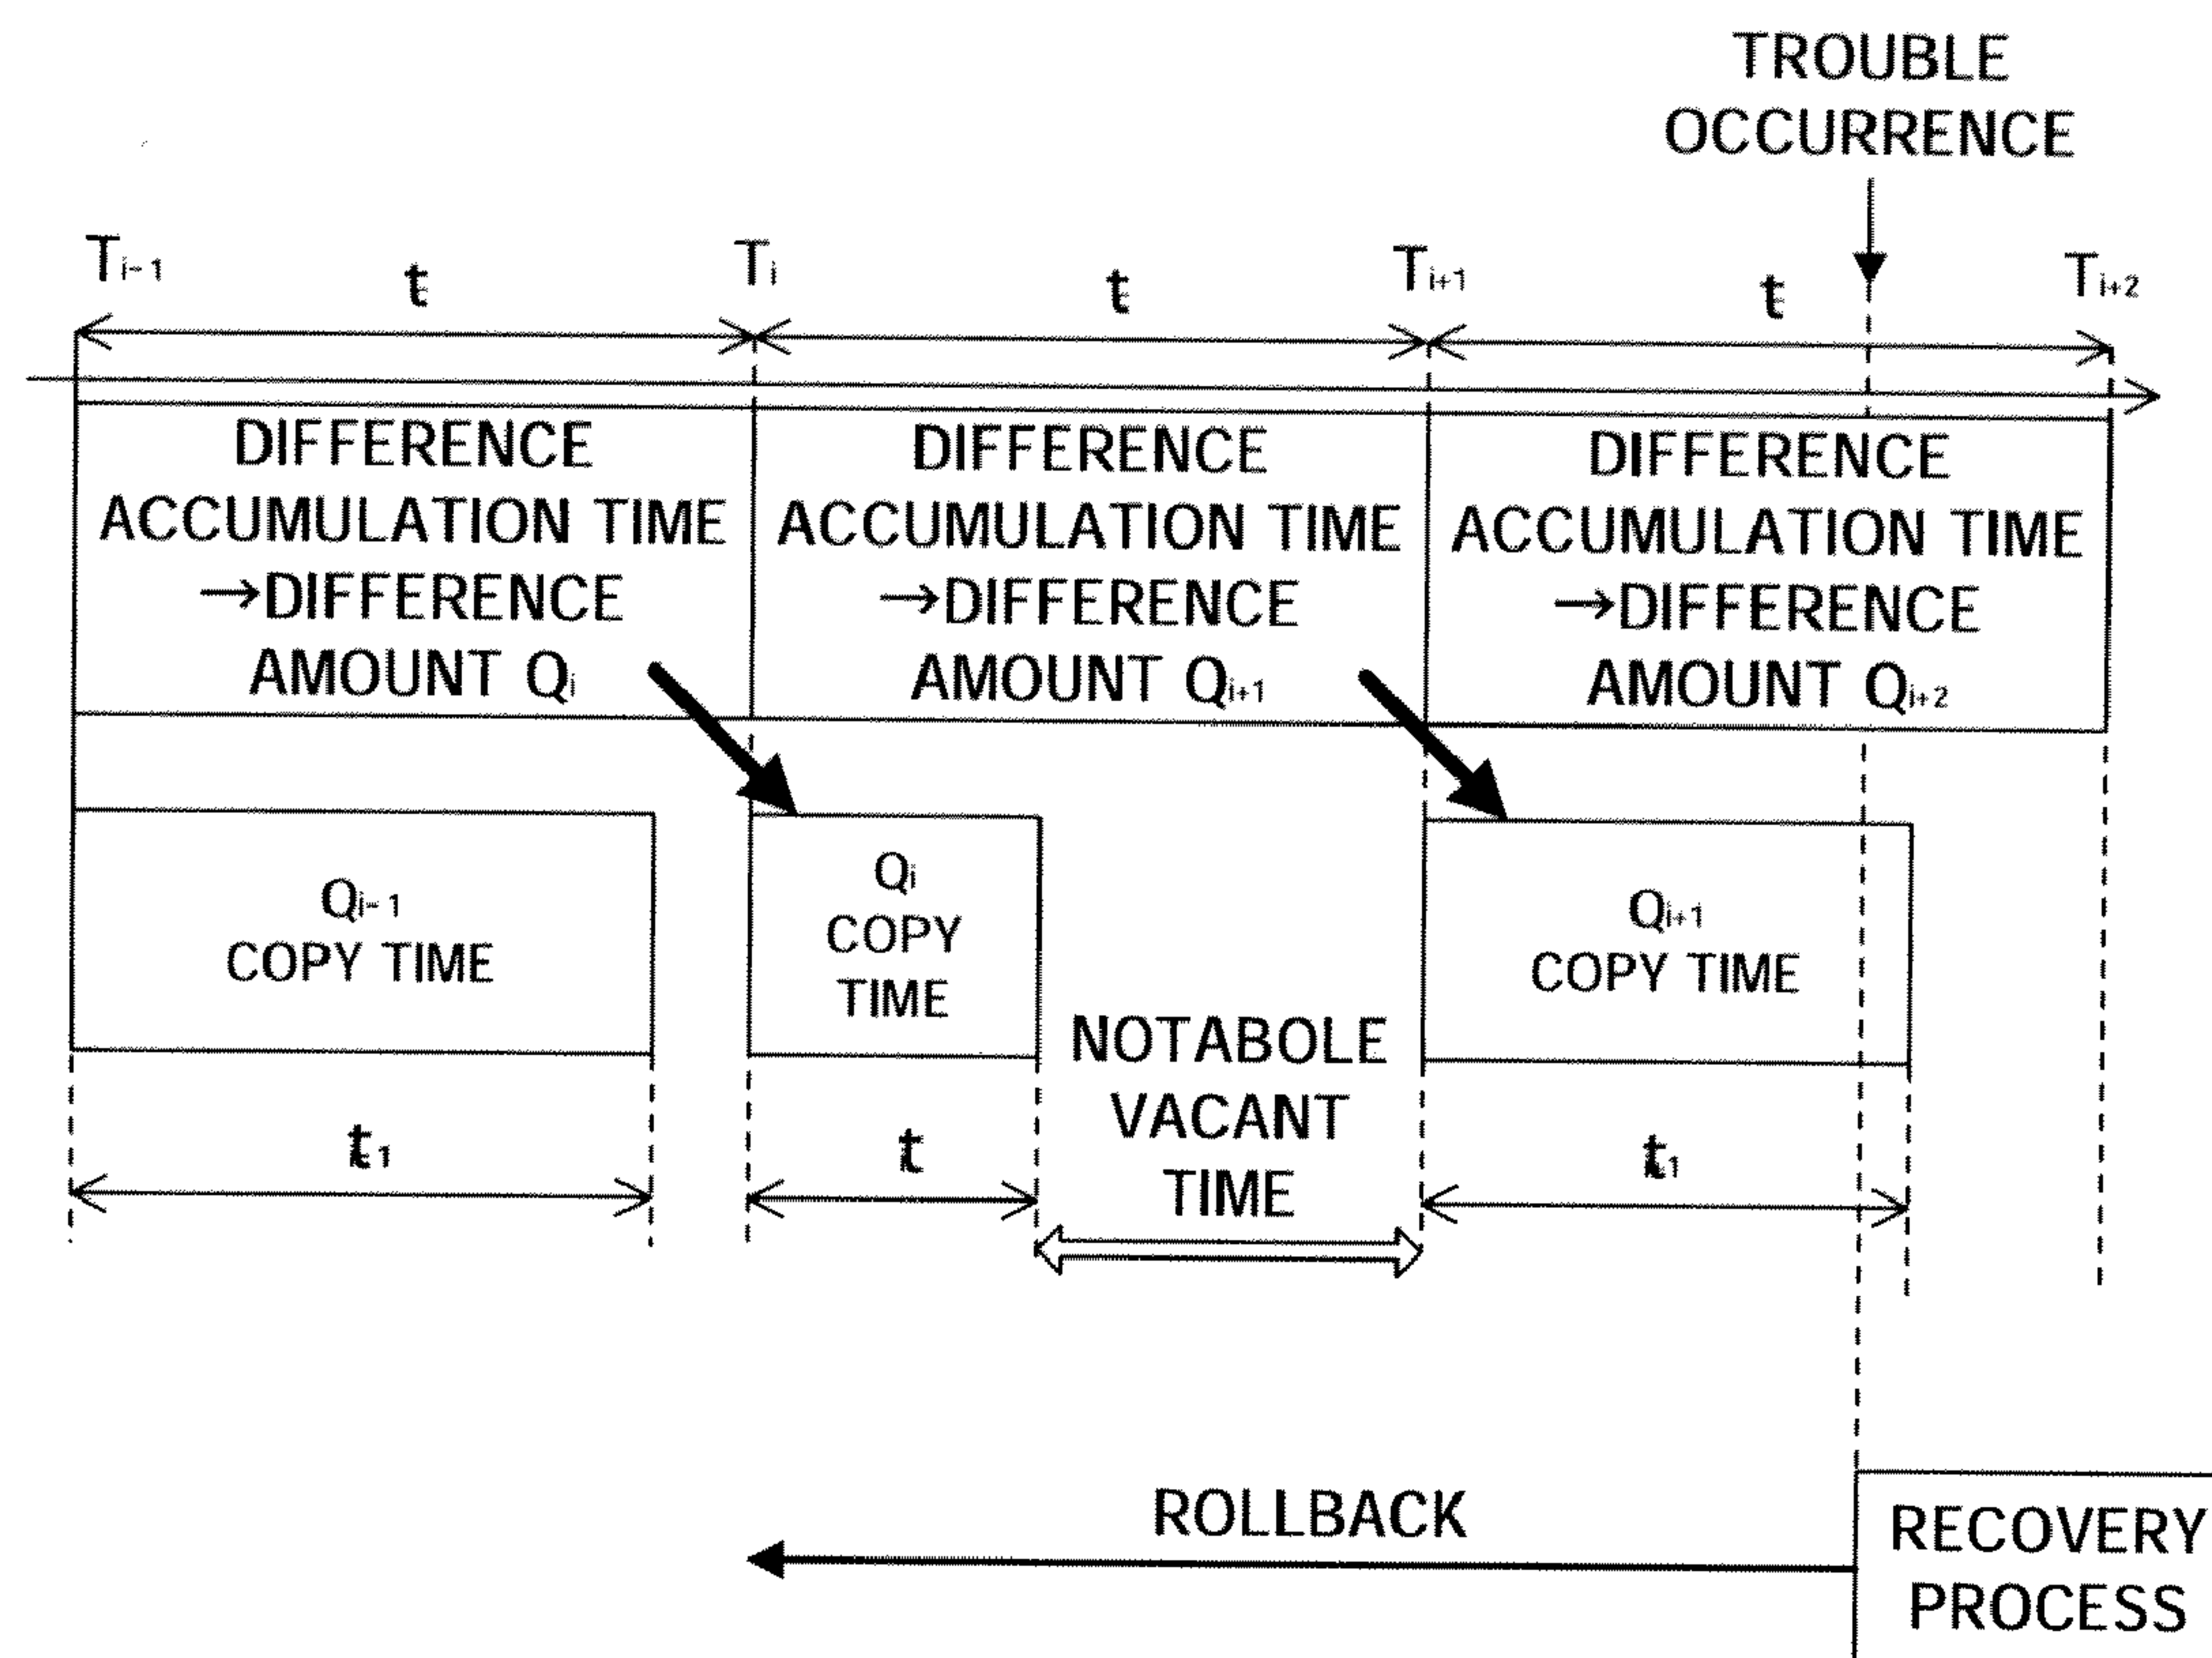 TROUBLE
OCCURRENCE
Ti-1
t
Ti
t
Ti+1
t
Ti+2
DIFFERENCE
ACCUMULATION TIME
→DIFFERENCE
AMOUNT Qi
DIFFERENCE
ACCUMULATION TIME
→DIFFERENCE
AMOUNT Qi+1
DIFFERENCE
ACCUMULATION TIME
→DIFFERENCE
AMOUNT Qi+2
Qi-1
COPY TIME
Qi
COPY
TIME
NOTABOLE
VACANT
TIME
Qi+1
COPY TIME
t1
t
t1
ROLLBACK
RECOVERY
PROCESS